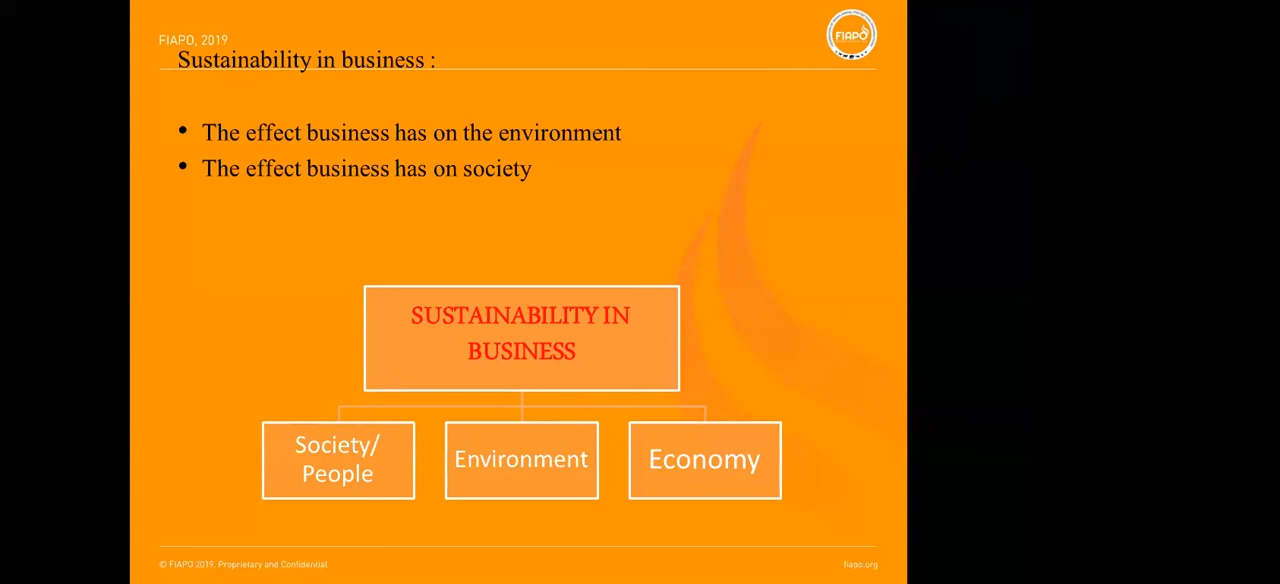 FIAPO, 2019
FIAPO
Sustainability in business :
• The effect business has on the environment
• The effect business has on society
SUSTAINABILITY IN
BUSINESS
Society/
People
Environment
Economy
© FIAPO 2019. Proprietary and Confidential
fiapo.org